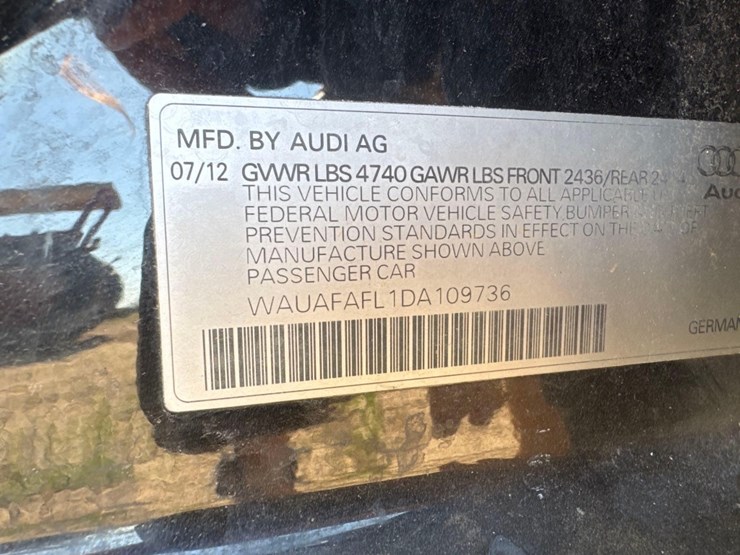 MFD. BY AUDI AG
07/12 GVWR LBS 4740 GAWR LBS FRONT 2436/REAR
THIS VEHICLE CONFORMS TO ALL APPLICABLE
FEDERAL MOTOR VEHICLE SAFETY BUMPER
PREVENTION STANDARDS IN EFFECT ON THE
MANUFACTURE SHOWN ABOVE
PASSENGER CAR
WAUAFAFL1DA109736